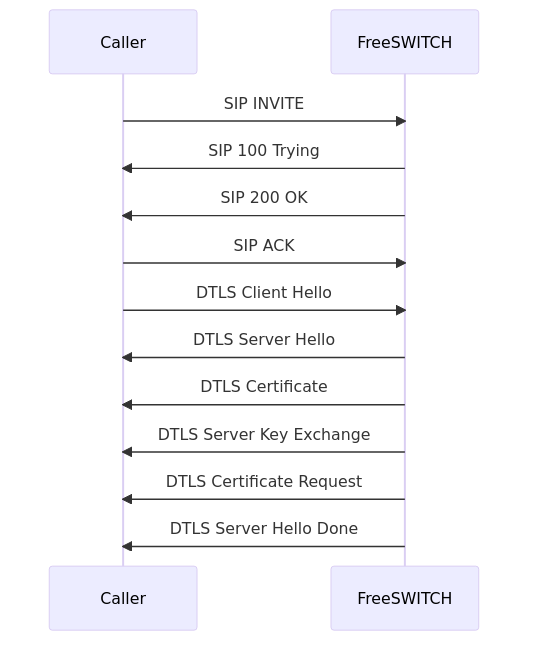 Caller
FreeSWITCH
SIP INVITE
SIP 100 Trying
SIP 200 OK
SIP ACK
DTLS Client Hello
DTLS Server Hello
DTLS Certificate
DTLS Server Key Exchange
DTLS Certificate Request
DTLS Server Hello Done
Caller
FreeSWITCH